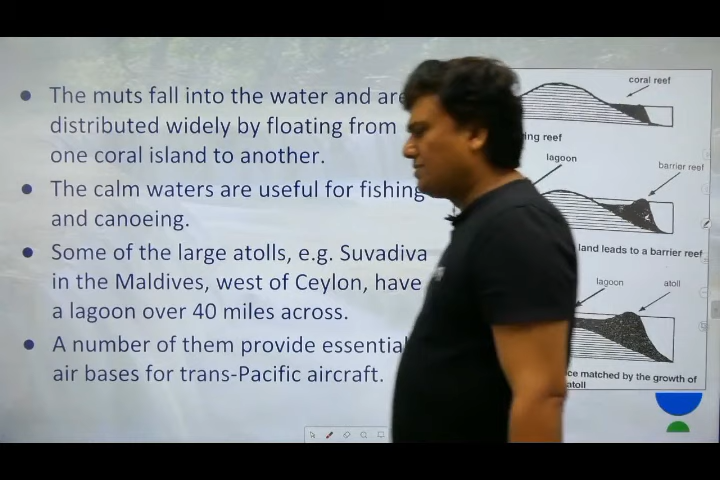 The muts fall into the water and are
distributed widely by floating from
one coral island to another.
The calm waters are useful for fishing
and canoeing.
Some of the large atolls, e.g. Suvadiva
in the Maldives, west of Ceylon, have
a lagoon over 40 miles across.
A number of them provide essential
air bases for trans-Pacific aircraft.
coral reef
reef
lagoon
barrier reef
land leads to a barrier reef
lagoon
atoll
matched by the growth of
atoll